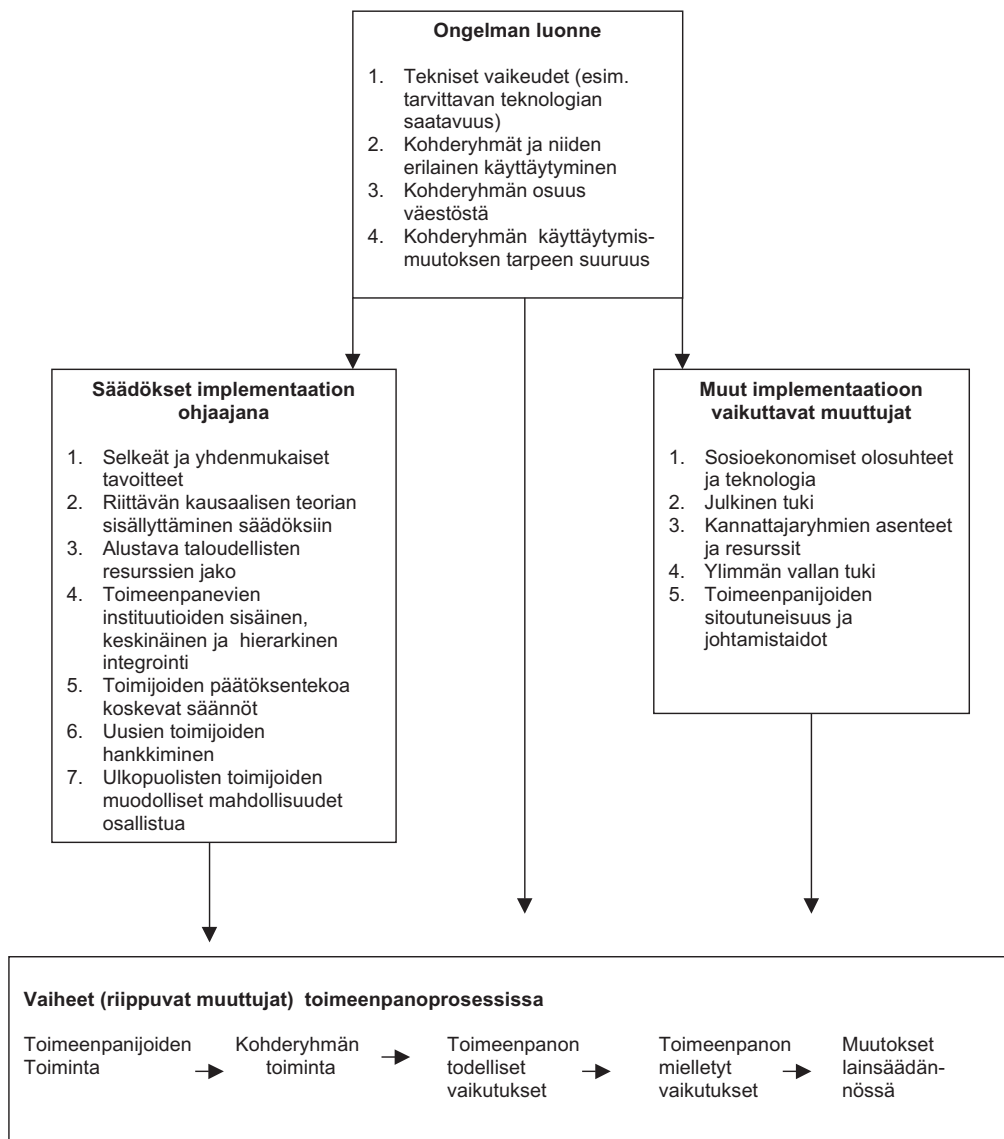 Ongelman luonne
1. Tekniset vaikeudet (esim.
tarvittavan teknologian
saatavuus)
2. Kohderyhmät ja niiden
erilainen käyttäytyminen
3. Kohderyhmän osuus
väestöstä
4. Kohderyhmän käyttäytymis-
muutoksen tarpeen suuruus
Säädökset implementaation
ohjaajana
1. Selkeät ja yhdenmukaiset
tavoitteet
2. Riittävän kausaalisen teorian
sisällyttäminen säädöksiin
3. Alustava taloudellisten
resurssien jako
4. Toimeenpanevien
instituutioiden sisäinen,
keskinäinen ja hierarkinen
integrointi
5. Toimijoiden päätöksentekoa
koskevat säännöt
6. Uusien toimijoiden
hankkiminen
7. Ulkopuolisten toimijoiden
muodolliset mahdollisuudet
osallistua
Muut implementaatioon
vaikuttavat muuttujat
1. Sosioekonomiset olosuhteet
ja teknologia
2. Julkinen tuki
3. Kannattajaryhmien asenteet
ja resurssit
4. Ylimmän vallan tuki
5. Toimeenpanijoiden
sitoutuneisuus ja
johtamistaidot
Vaiheet (riippuvat muuttujat) toimeenpanoprosessissa
Toimeenpanijoiden
Toiminta
Kohderyhmän
toiminta
Toimeenpanon
todelliset
vaikutukset
Toimeenpanon
mielletyt
vaikutukset
Muutokset
lainsäädän-
nössä